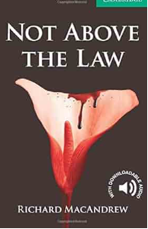 NOT ABOVE
THE LAW
WITH DOWNLOADABLE AUDIO
RICHARD MACANDREW